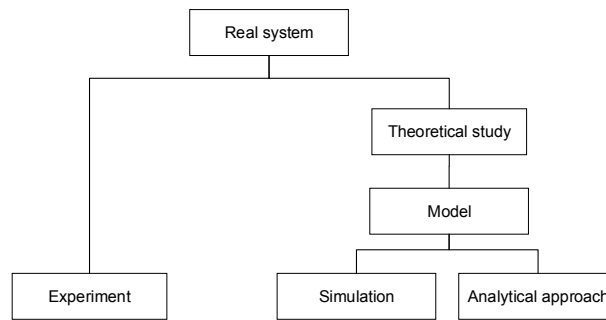 Real system
Theoretical study
Model
Experiment
Simulation
Analytical approach